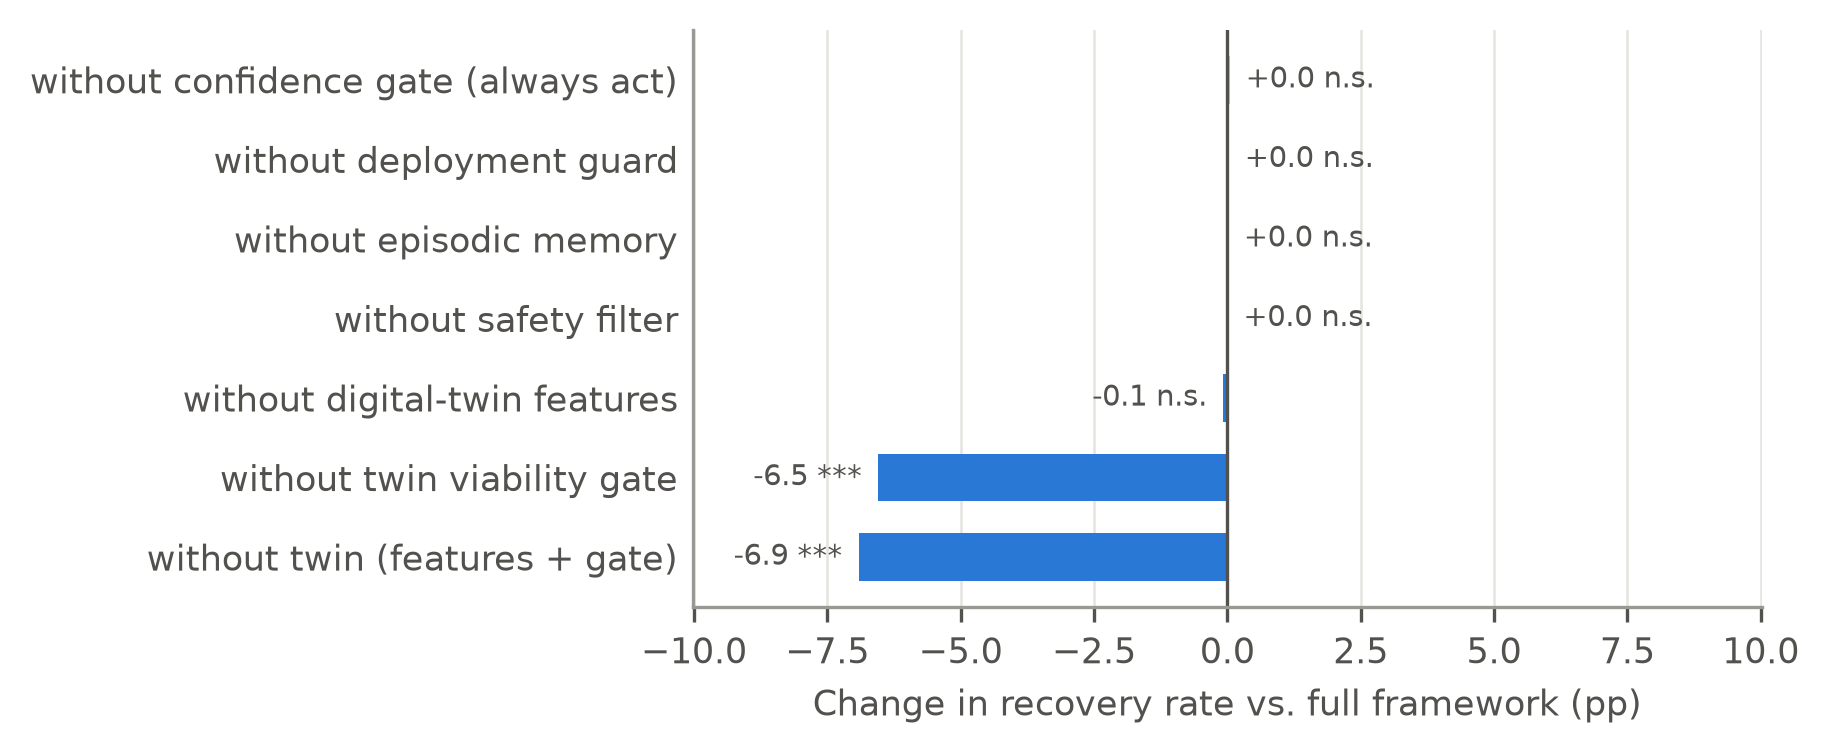 without confidence gate (always act) +0.0 n.s.
without deployment guard +0.0 n.s.
without episodic memory +0.0 n.s.
without safety filter +0.0 n.s.
without digital-twin features -0.1 n.s.
without twin viability gate -6.5 ***
without twin (features + gate) -6.9 ***
−10.0 −7.5 −5.0 −2.5 0.0 2.5 5.0 7.5 10.0
Change in recovery rate vs. full framework (pp)